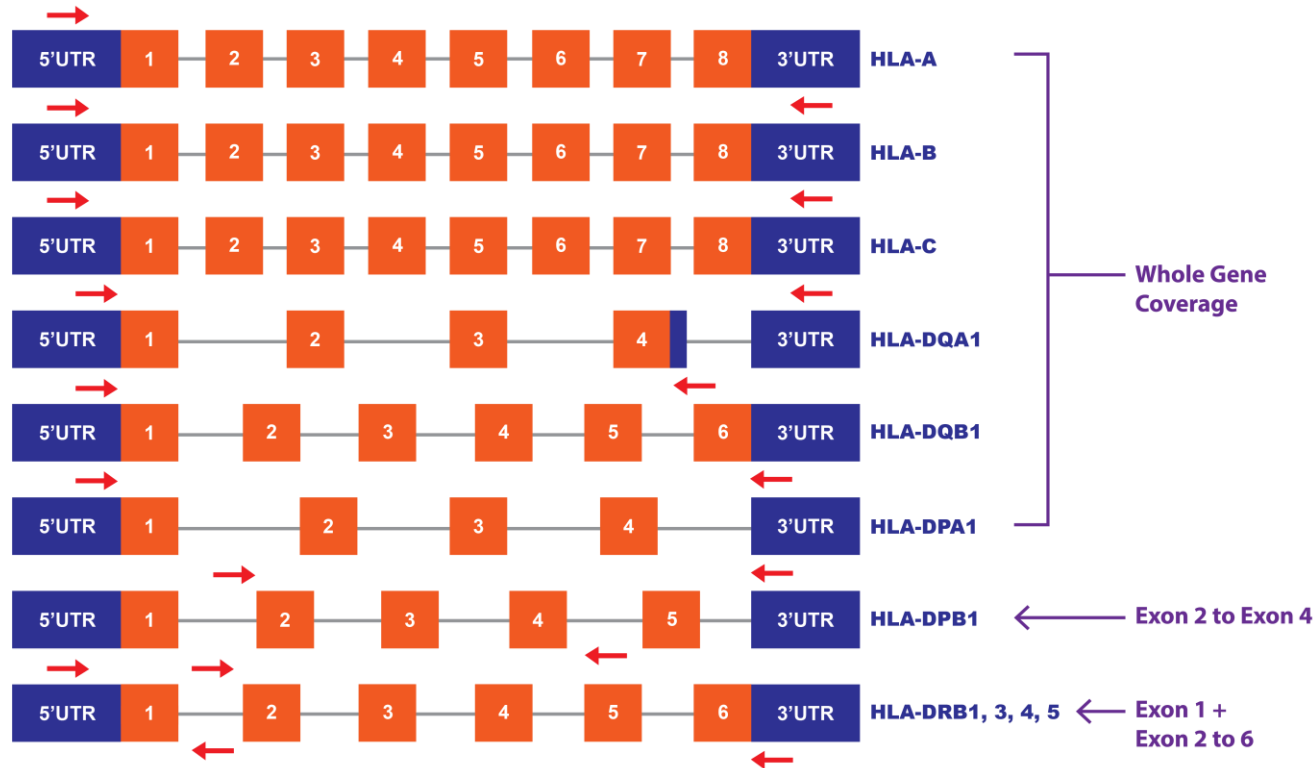 5'UTR 1 2 3 4 5 6 7 8 3'UTR HLA-A
5'UTR 1 2 3 4 5 6 7 8 3'UTR HLA-B
5'UTR 1 2 3 4 5 6 7 8 3'UTR HLA-C
Whole Gene
Coverage
5'UTR 1 2 3 4 3'UTR HLA-DQA1
5'UTR 1 2 3 4 5 6 3'UTR HLA-DQB1
5'UTR 1 2 3 4 3'UTR HLA-DPA1
5'UTR 1 2 3 4 5 3'UTR HLA-DPB1 Exon 2 to Exon 4
5'UTR 1 2 3 4 5 6 3'UTR HLA-DRB1, 3, 4, 5 Exon 1 +
Exon 2 to 6